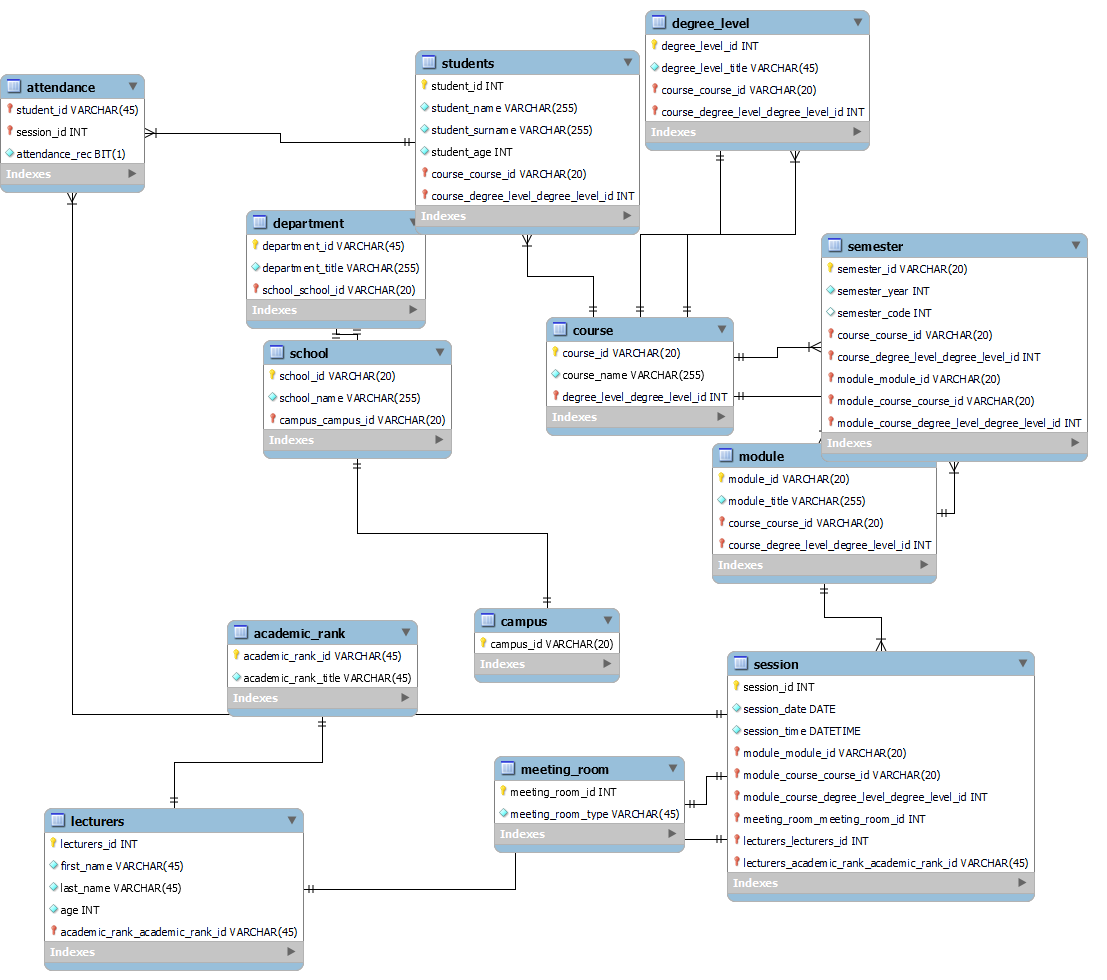 degree_level
degree_level_id INT
degree_level_title VARCHAR(45)
course_course_id VARCHAR(20)
course_degree_level_degree_level_id INT
Indexes
students
student_id INT
student_name VARCHAR(255)
student_surname VARCHAR(255)
student_age INT
course_course_id VARCHAR(20)
course_degree_level_degree_level_id INT
Indexes
attendance
student_id VARCHAR(45)
session_id INT
attendance_rec BIT(1)
Indexes
department
department_id VARCHAR(45)
department_title VARCHAR(255)
school_school_id VARCHAR(20)
Indexes
semester
semester_id VARCHAR(20)
semester_year INT
semester_code INT
course_course_id VARCHAR(20)
course_degree_level_degree_level_id INT
module_module_id VARCHAR(20)
module_course_course_id VARCHAR(20)
module_course_degree_level_degree_level_id INT
Indexes
course
course_id VARCHAR(20)
course_name VARCHAR(255)
degree_level_degree_level_id INT
Indexes
school
school_id VARCHAR(20)
school_name VARCHAR(255)
campus_campus_id VARCHAR(20)
Indexes
module
module_id VARCHAR(20)
module_title VARCHAR(255)
course_course_id VARCHAR(20)
course_degree_level_degree_level_id INT
Indexes
campus
campus_id VARCHAR(20)
Indexes
academic_rank
academic_rank_id VARCHAR(45)
academic_rank_title VARCHAR(45)
Indexes
session
session_id INT
session_date DATE
session_time DATETIME
module_module_id VARCHAR(20)
module_course_course_id VARCHAR(20)
module_course_degree_level_degree_level_id INT
meeting_room_meeting_room_id INT
lecturers_lecturers_id INT
lecturers_academic_rank_academic_rank_id VARCHAR(45)
Indexes
meeting_room
meeting_room_id INT
meeting_room_type VARCHAR(45)
Indexes
lecturers
lecturers_id INT
first_name VARCHAR(45)
last_name VARCHAR(45)
age INT
academic_rank_academic_rank_id VARCHAR(45)
Indexes